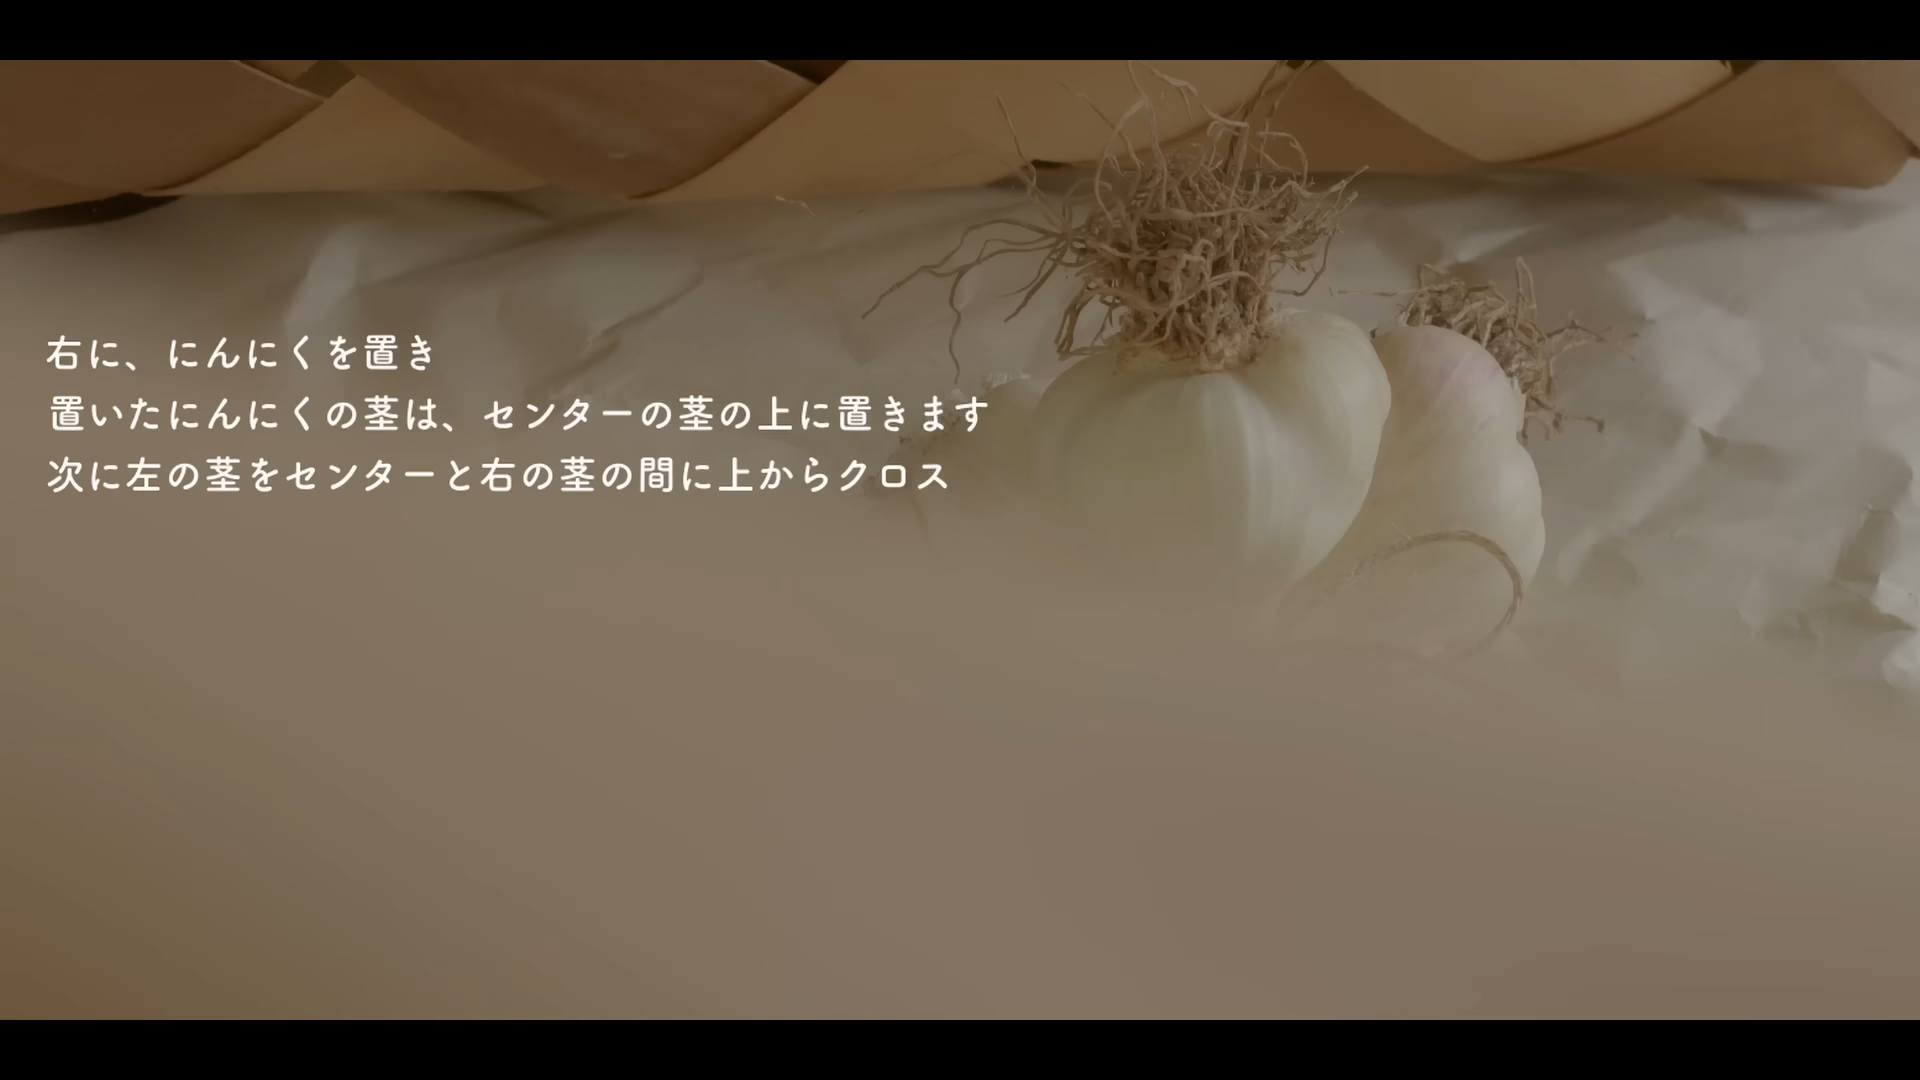 右に、にんにくを置き
置いたにんにくの茎は、センターの茎の上に置きます
次に左の茎をセンターと右の茎の間に上からクロス